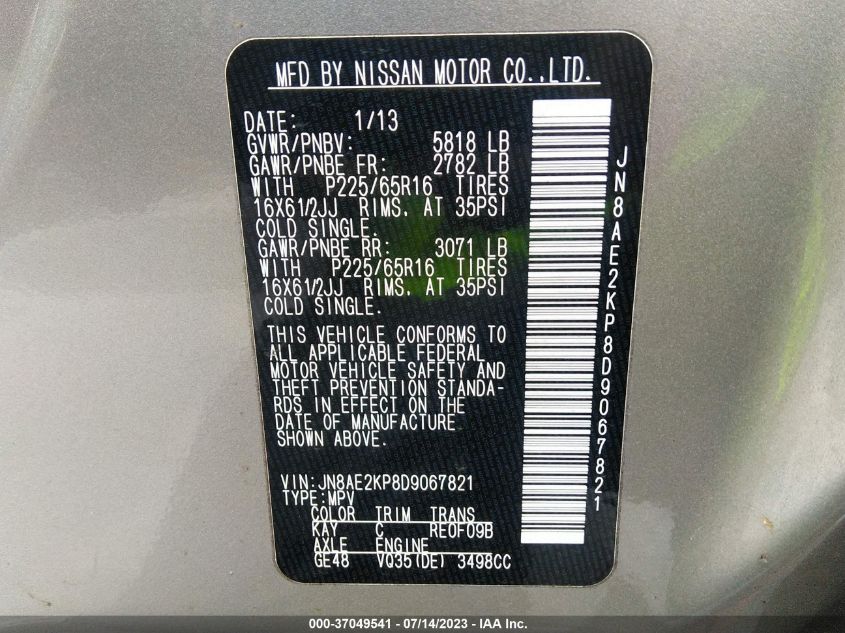 MFD BY NISSAN MOTOR CO.,LTD.
DATE: 1/13
GVWR/PNBV: 5818 LB
GAWR/PNBE FR: 2782 LB
WITH P225/65R16 TIRES
16X61/2JJ RIMS. AT 35PSI
COLD SINGLE.
GAWR/PNBE RR: 3071 LB
WITH P225/65R16 TIRES
16X61/2JJ RIMS. AT 35PSI
COLD SINGLE.
THIS VEHICLE CONFORMS TO
ALL APPLICABLE FEDERAL
MOTOR VEHICLE SAFETY AND
THEFT PREVENTION STANDA-
RDS IN EFFECT ON THE
DATE OF MANUFACTURE
SHOWN ABOVE.
VIN:JN8AE2KP8D9067821
TYPE:MPV
COLOR TRIM TRANS
KAY C RE0F09B
AXLE ENGINE
GE48 VQ35(DE) 3498CC
JN8AE2KP8D9067821
000-37049541 - 07/14/2023 - IAA Inc.